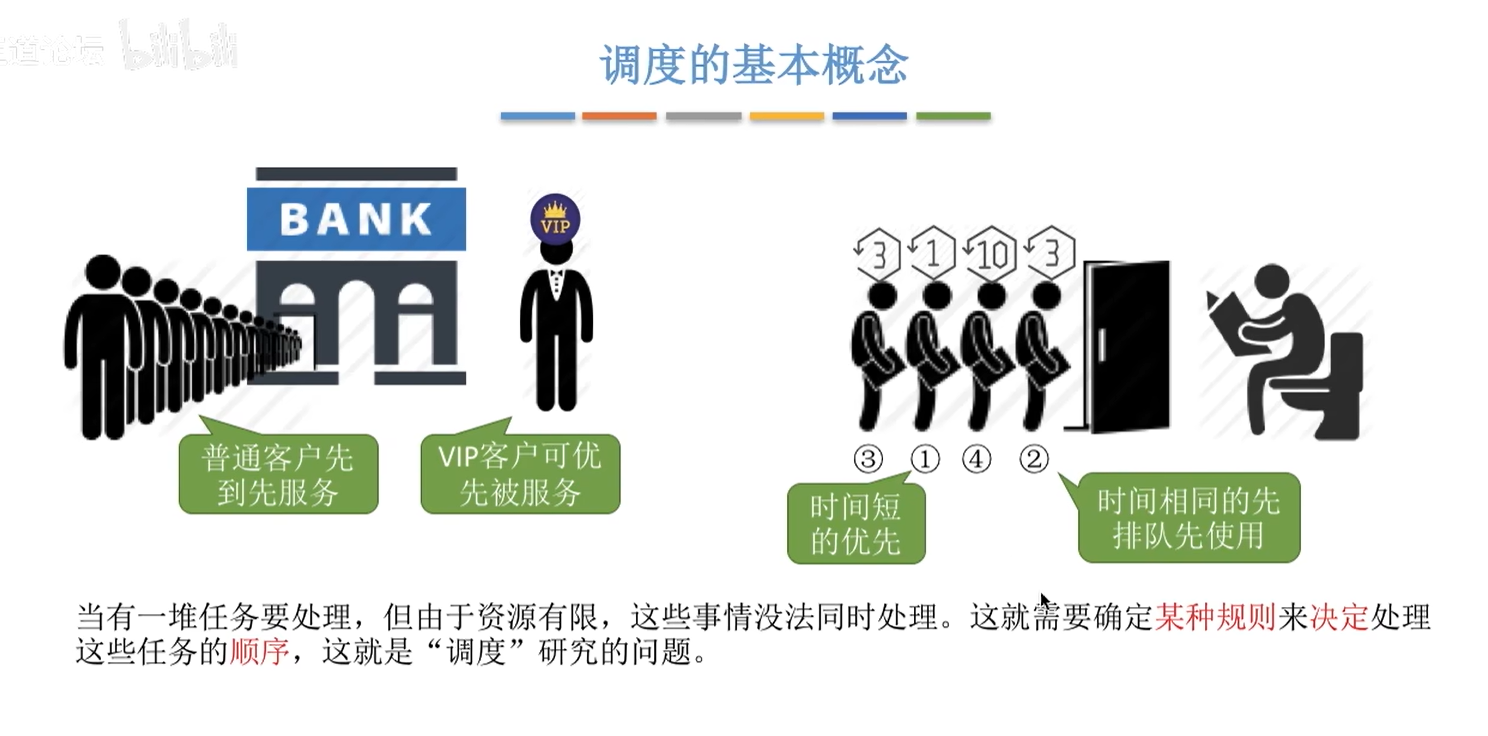 道论坛 bilibili
调度的基本概念
BANK
VIP
3 1 10 3
普通客户先
到先服务
VIP客户可优
先被服务
③ ① ④ ②
时间短
的优先
时间相同的先
排队先使用
当有一堆任务要处理，但由于资源有限，这些事情没法同时处理。这就需要确定某种规则来决定处理
这些任务的顺序，这就是“调度”研究的问题。